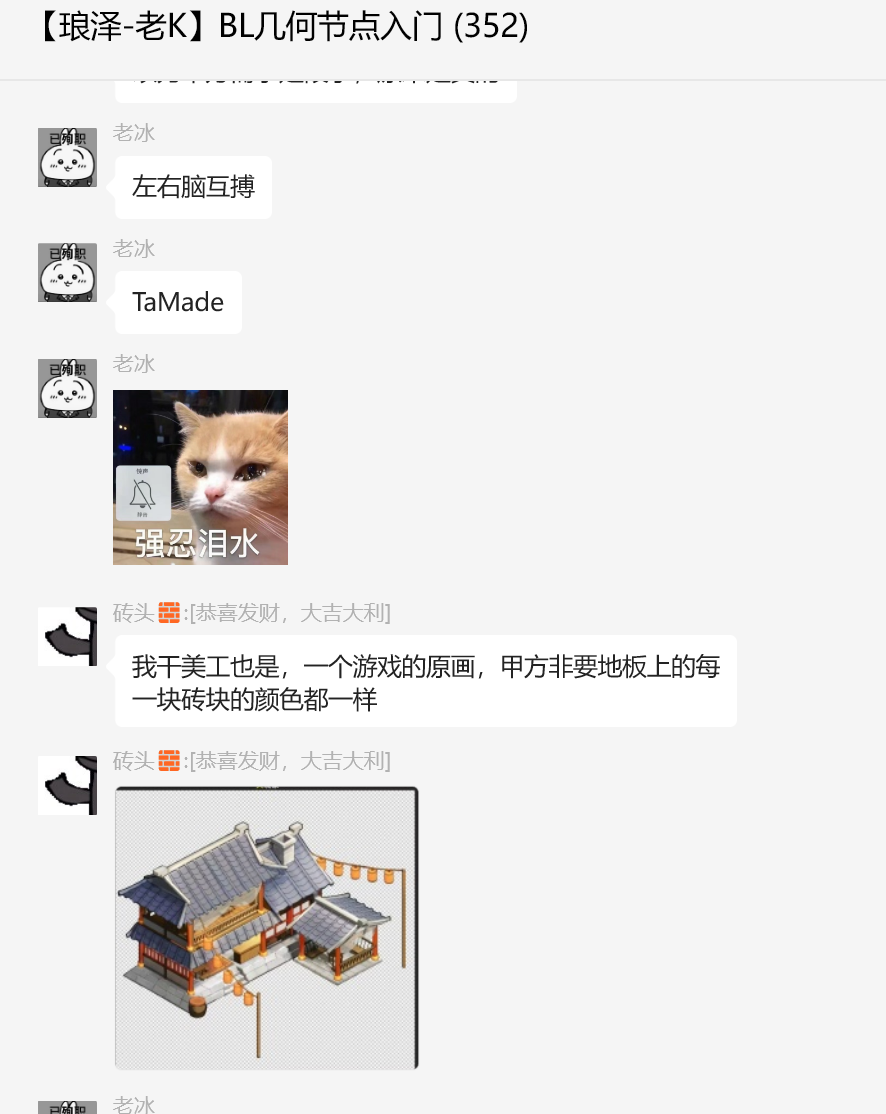 【琅泽-老K】BL几何节点入门 (352)
老冰
已殉职
左右脑互搏
老冰
已殉职
TaMade
老冰
已殉职
铃声
静音
强忍泪水
砖头🧱:[恭喜发财，大吉大利]
我干美工也是，一个游戏的原画，甲方非要地板上的每
一块砖块的颜色都一样
砖头🧱:[恭喜发财，大吉大利]
老冰
已殉职